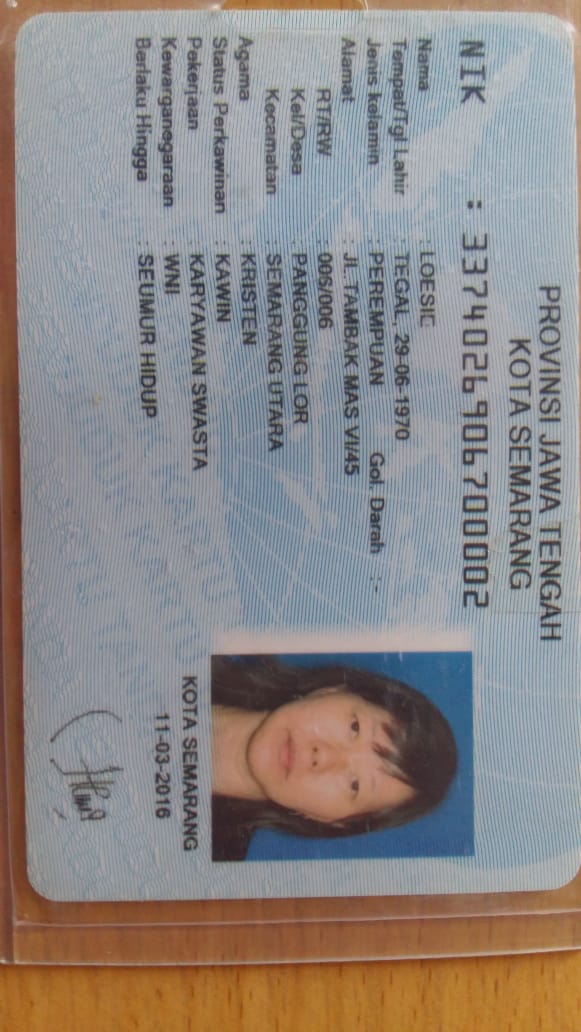 PROVINSI JAWA TENGAH
KOTA SEMARANG
NIK : 3374026906700002
Nama : LOESIE
Tempat/Tgl Lahir : TEGAL, 29-06-1970
Jenis kelamin : PEREMPUAN Gol. Darah : -
Alamat : JL. TAMBAK MAS VI/45
RT/RW : 006/006
Kel/Desa : PANGGUNG LOR
Kecamatan : SEMARANG UTARA
Agama : KRISTEN
Status Perkawinan : KAWIN
Pekerjaan : KARYAWAN SWASTA
Kewarganegaraan : WNI
Berlaku Hingga : SEUMUR HIDUP
KOTA SEMARANG
11-03-2016